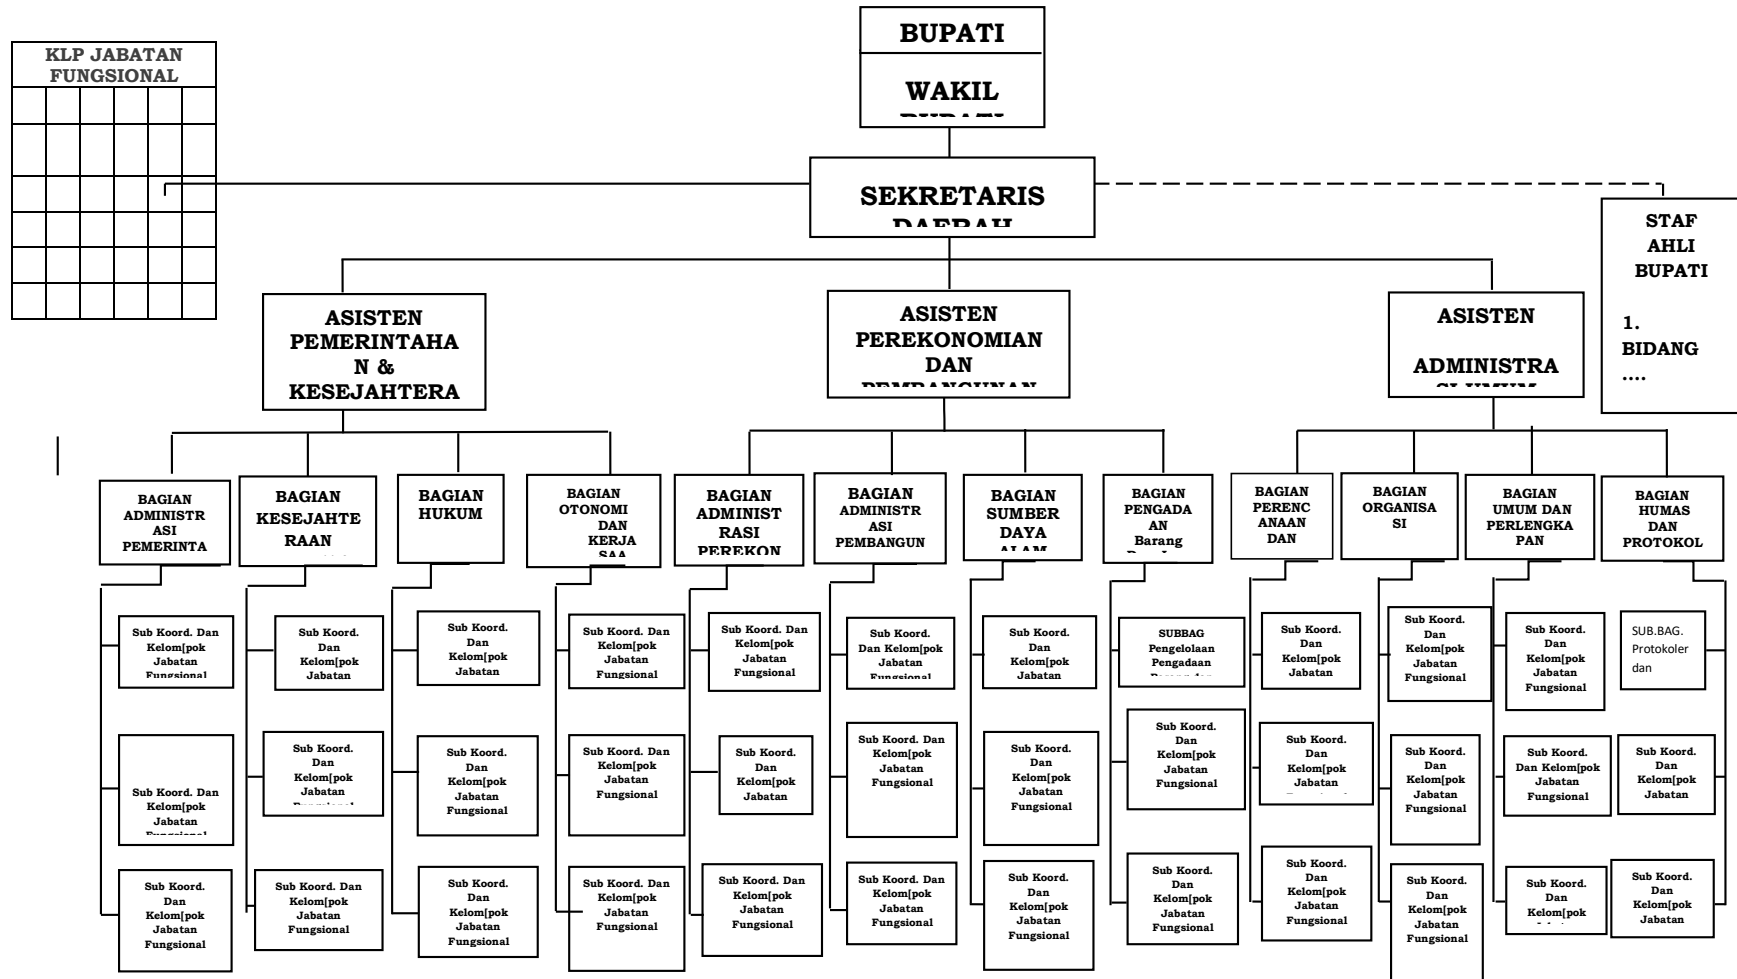 BUPATI
WAKIL
KLP JABATAN
FUNGSIONAL
SEKRETARIS
STAF
AHLI
BUPATI
1.
BIDANG
....
ASISTEN
PEMERINTAHA
N &
KESEJAHTERA
ASISTEN
PEREKONOMIAN
DAN
PEMBANGUNAN
ASISTEN
ADMINISTRA
BAGIAN
ADMINISTR
ASI
PEMERINTA
BAGIAN
KESEJAHTE
RAAN
BAGIAN
HUKUM
BAGIAN
OTONOMI
DAN
KERJA
SAA
BAGIAN
ADMINIST
RASI
PEREKON
BAGIAN
ADMINISTR
ASI
PEMBANGUN
BAGIAN
SUMBER
DAYA
ALAM
BAGIAN
PENGADA
AN
Barang
BAGIAN
PERENC
ANAAN
DAN
BAGIAN
ORGANISA
SI
BAGIAN
UMUM DAN
PERLENGKA
PAN
BAGIAN
HUMAS
DAN
PROTOKOL
Sub Koord. Dan
Kelom[pok
Jabatan
Fungsional
Sub Koord.
Dan
Kelom[pok
Jabatan
Sub Koord.
Dan
Kelom[pok
Jabatan
Sub Koord. Dan
Kelom[pok
Jabatan
Fungsional
Sub Koord. Dan
Kelom[pok
Jabatan
Fungsional
Sub Koord.
Dan Kelom[pok
Jabatan
Fungsional
Sub Koord.
Dan
Kelom[pok
Jabatan
SUBBAG
Pengelolaan
Pengadaan
Sub Koord.
Dan
Kelom[pok
Jabatan
Sub Koord.
Dan
Kelom[pok
Jabatan
Fungsional
Sub Koord.
Dan
Kelom[pok
Jabatan
Fungsional
SUB.BAG.
Protokoler
dan
Sub Koord. Dan
Kelom[pok
Jabatan
Fungsional
Sub Koord.
Dan
Kelom[pok
Jabatan
Sub Koord.
Dan
Kelom[pok
Jabatan
Fungsional
Sub Koord. Dan
Kelom[pok
Jabatan
Fungsional
Sub Koord.
Dan
Kelom[pok
Jabatan
Sub Koord. Dan
Kelom[pok
Jabatan
Fungsional
Sub Koord.
Dan
Kelom[pok
Jabatan
Fungsional
Sub Koord.
Dan
Kelom[pok
Jabatan
Fungsional
Sub Koord.
Dan
Kelom[pok
Jabatan
Sub Koord.
Dan
Kelom[pok
Jabatan
Fungsional
Sub Koord.
Dan Kelom[pok
Jabatan
Fungsional
Sub Koord.
Dan
Kelom[pok
Jabatan
Sub Koord.
Dan
Kelom[pok
Jabatan
Fungsional
Sub Koord. Dan
Kelom[pok
Jabatan
Fungsional
Sub Koord.
Dan
Kelom[pok
Jabatan
Fungsional
Sub Koord. Dan
Kelom[pok
Jabatan
Fungsional
Sub Koord. Dan
Kelom[pok
Jabatan
Fungsional
Sub Koord. Dan
Kelom[pok
Jabatan
Fungsional
Sub Koord.
Dan
Kelom[pok
Jabatan
Fungsional
Sub Koord.
Dan
Kelom[pok
Jabatan
Fungsional
Sub Koord.
Dan
Kelom[pok
Jabatan
Fungsional
Sub Koord.
Dan
Kelom[pok
Jabatan
Fungsional
Sub Koord.
Dan
Kelom[pok
Sub Koord.
Dan
Kelom[pok
Jabatan